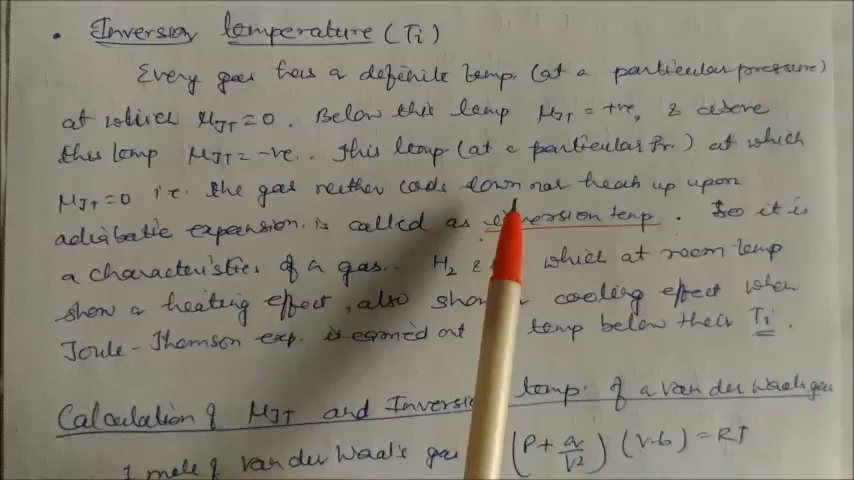 • Inversion temperature (Ti)
Every gas has a definite temp. (at a particular pressure)
at which μJT = 0. Below this temp μJT = +ve, & above
this temp μJT = -ve. This temp (at a particular Pr.) at which
μJT = 0 i.e. the gas neither cools down nor heats up upon
adiabatic expansion is called as inversion temp. So it is
a characteristics of a gas. H2 & which at room temp
show a heating effect, also show cooling effect when
Joule-Thomson exp. is carried out temp below their Ti.
Calculation of μJT and Inversion temp. of a van der Waals gas
1 mole of van der Waal's gas (P + a/V2) (V-b) = RT